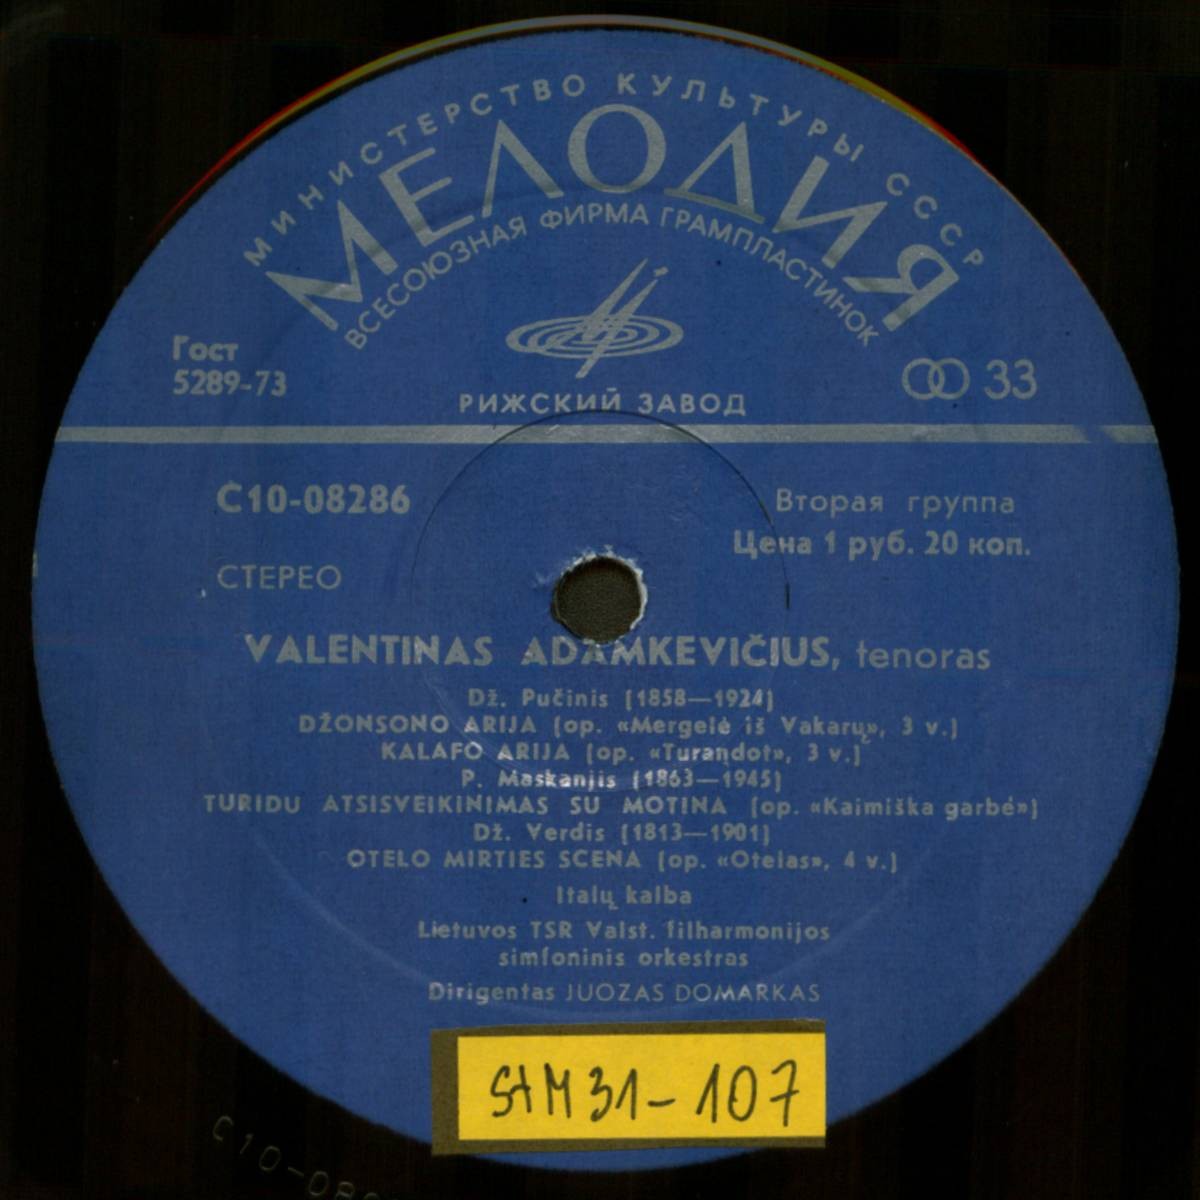 МИНИСТЕРСТВО КУЛЬТУРЫ СССР
МЕЛОДИЯ
ВСЕСОЮЗНАЯ ФИРМА ГРАМПЛАСТИНОК
Гост
5289-73
33
РИЖСКИЙ ЗАВОД
С10-08286
Вторая группа
Цена 1 руб. 20 коп.
СТЕРЕО
VALENTINAS ADAMKEVIČIUS, tenoras
Dž. Pučinis (1858—1924)
DŽONSONO ARIJA (op. «Mergelė iš Vakarų», 3 v.)
KALAFO ARIJA (op. «Turandot», 3 v.)
P. Maskanjis (1863—1945)
TURIDU ATSISVEIKINIMAS SU MOTINA (op. «Kaimiška garbė»)
Dž. Verdis (1813—1901)
OTELO MIRTIES SCENA (op. «Otelas», 4 v.)
Italų kalba
Lietuvos TSR Valst. filharmonijos
simfoninis orkestras
Dirigentas JUOZAS DOMARKAS
StM31-107